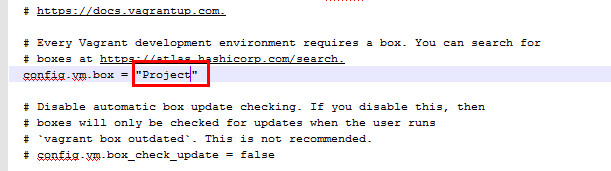 # https://docs.vagrantup.com.
# Every Vagrant development environment requires a box. You can search for
# boxes at https://atlas.hashicorp.com/search.
config.vm.box = "Project"
# Disable automatic box update checking. If you disable this, then
# boxes will only be checked for updates when the user runs
# `vagrant box outdated`. This is not recommended.
# config.vm.box_check_update = false